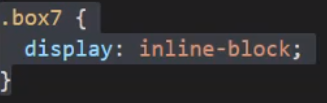 .box7 {
  display: inline-block;
}